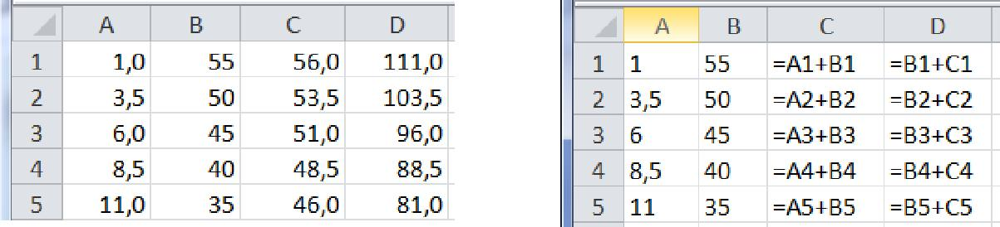 A B C D
1 1,0 55 56,0 111,0
2 3,5 50 53,5 103,5
3 6,0 45 51,0 96,0
4 8,5 40 48,5 88,5
5 11,0 35 46,0 81,0
A B C D
1 1 55 =A1+B1 =B1+C1
2 3,5 50 =A2+B2 =B2+C2
3 6 45 =A3+B3 =B3+C3
4 8,5 40 =A4+B4 =B4+C4
5 11 35 =A5+B5 =B5+C5